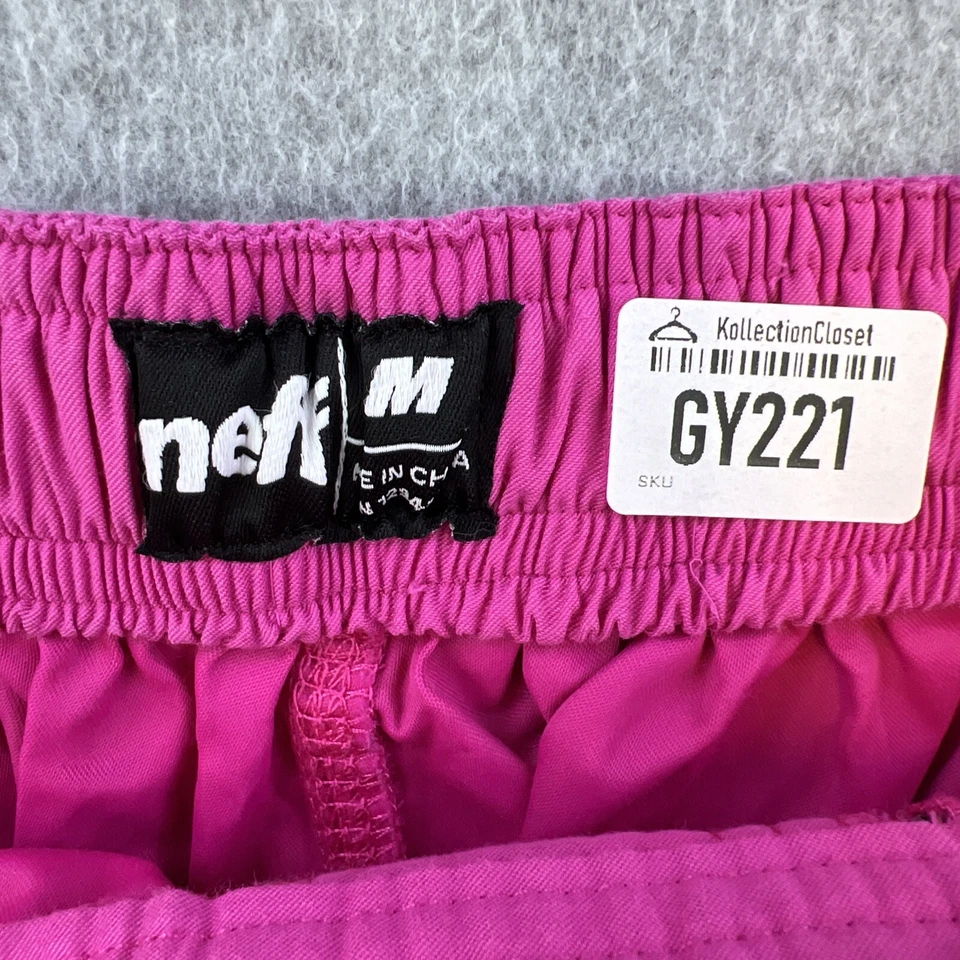 neff
M
KollectionCloset
GY221
SKU